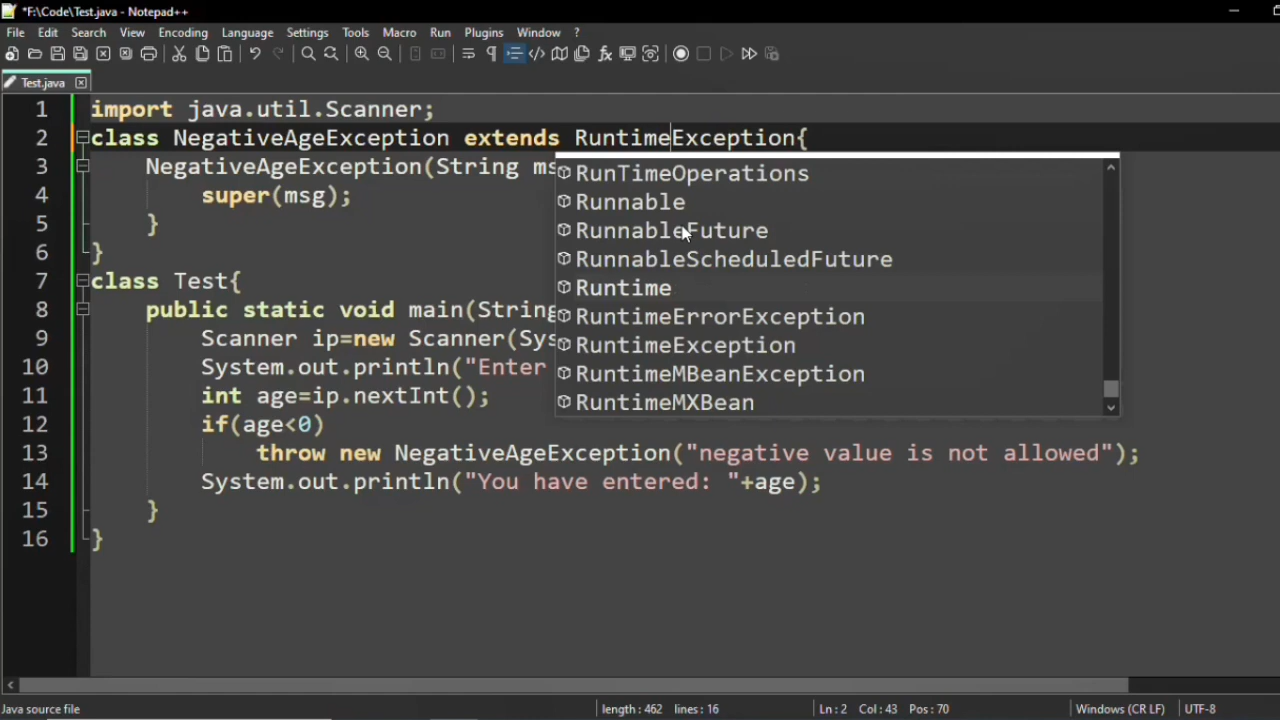 *F:\Code\Test.java - Notepad++
File Edit Search View Encoding Language Settings Tools Macro Run Plugins Window ?
Test.java
1 import java.util.Scanner;
2 class NegativeAgeException extends RuntimeException{
3 NegativeAgeException(String ms
4 super(msg);
5 }
6 }
7 class Test{
8 public static void main(String
9 Scanner ip=new Scanner(Sys
10 System.out.println("Enter
11 int age=ip.nextInt();
12 if(age<0)
13 throw new NegativeAgeException("negative value is not allowed");
14 System.out.println("You have entered: "+age);
15 }
16 }
RunTimeOperations
Runnable
RunnableFuture
RunnableScheduledFuture
Runtime
RuntimeErrorException
RuntimeException
RuntimeMBeanException
RuntimeMXBean
Java source file length : 462 lines : 16 Ln : 2 Col : 43 Pos : 70 Windows (CR LF) UTF-8